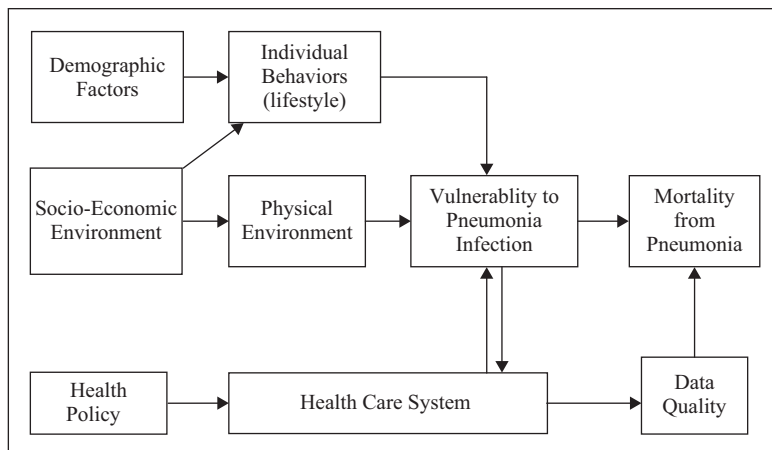 Demographic
Factors
Individual
Behaviors
(lifestyle)
Socio-Economic
Environment
Physical
Environment
Vulnerablity to
Pneumonia
Infection
Mortality
from
Pneumonia
Health
Policy
Health Care System
Data
Quality